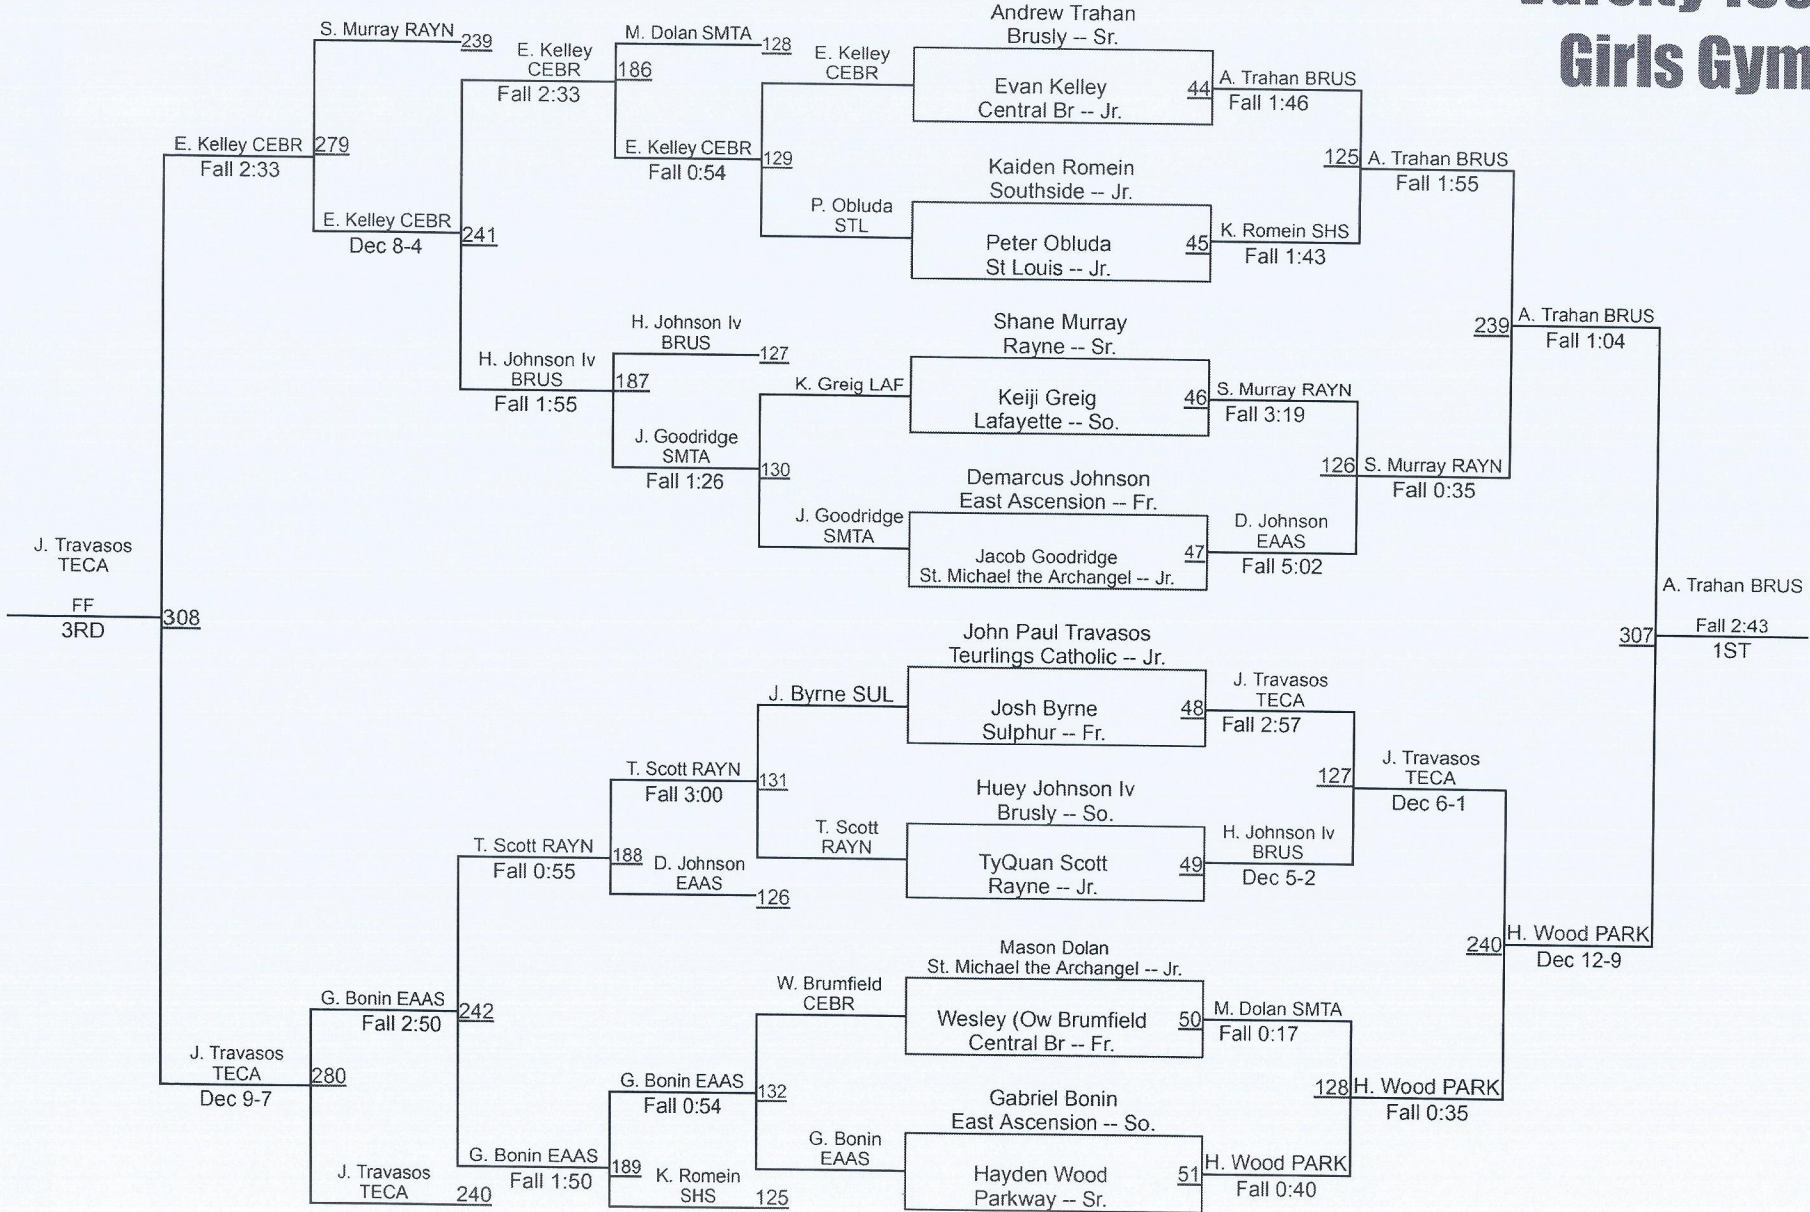 Varsity
Girls Gym
S. Murray RAYN
239
E. Kelley CEBR
Fall 2:33
279
E. Kelley CEBR
Dec 8-4
241
E. Kelley
CEBR
Fall 2:33
M. Dolan SMTA
128
186
E. Kelley CEBR
Fall 0:54
129
E. Kelley
CEBR
P. Obluda
STL
H. Johnson Iv
BRUS
Fall 1:55
H. Johnson Iv
BRUS
127
187
J. Goodridge
SMTA
Fall 1:26
130
K. Greig LAF
J. Goodridge
SMTA
J. Travasos
TECA
FF
3RD
308
J. Byrne SUL
T. Scott RAYN
Fall 3:00
131
T. Scott
RAYN
T. Scott RAYN
Fall 0:55
188
D. Johnson
EAAS
126
G. Bonin EAAS
Fall 2:50
242
W. Brumfield
CEBR
J. Travasos
TECA
Dec 9-7
280
G. Bonin EAAS
Fall 0:54
132
G. Bonin
EAAS
G. Bonin EAAS
Fall 1:50
189
K. Romein
SHS
125
J. Travasos
TECA
240
Andrew Trahan
Brusly -- Sr.
Evan Kelley
Central Br -- Jr.
44
Kaiden Romein
Southside -- Jr.
Peter Obluda
St Louis -- Jr.
45
Shane Murray
Rayne -- Sr.
Keiji Greig
Lafayette -- So.
46
Demarcus Johnson
East Ascension -- Fr.
Jacob Goodridge
St. Michael the Archangel -- Jr.
47
John Paul Travasos
Teurlings Catholic -- Jr.
Josh Byrne
Sulphur -- Fr.
48
Huey Johnson Iv
Brusly -- So.
TyQuan Scott
Rayne -- Jr.
49
Mason Dolan
St. Michael the Archangel -- Jr.
Wesley (Ow Brumfield
Central Br -- Fr.
50
Gabriel Bonin
East Ascension -- So.
Hayden Wood
Parkway -- Sr.
51
A. Trahan BRUS
Fall 1:46
125
K. Romein SHS
Fall 1:43
A. Trahan BRUS
Fall 1:55
S. Murray RAYN
Fall 3:19
126
D. Johnson
EAAS
Fall 5:02
S. Murray RAYN
Fall 0:35
239
A. Trahan BRUS
Fall 1:04
J. Travasos
TECA
Fall 2:57
127
H. Johnson Iv
BRUS
Dec 5-2
J. Travasos
TECA
Dec 6-1
M. Dolan SMTA
Fall 0:17
128
H. Wood PARK
Fall 0:40
H. Wood PARK
Fall 0:35
240
H. Wood PARK
Dec 12-9
307
A. Trahan BRUS
Fall 2:43
1ST